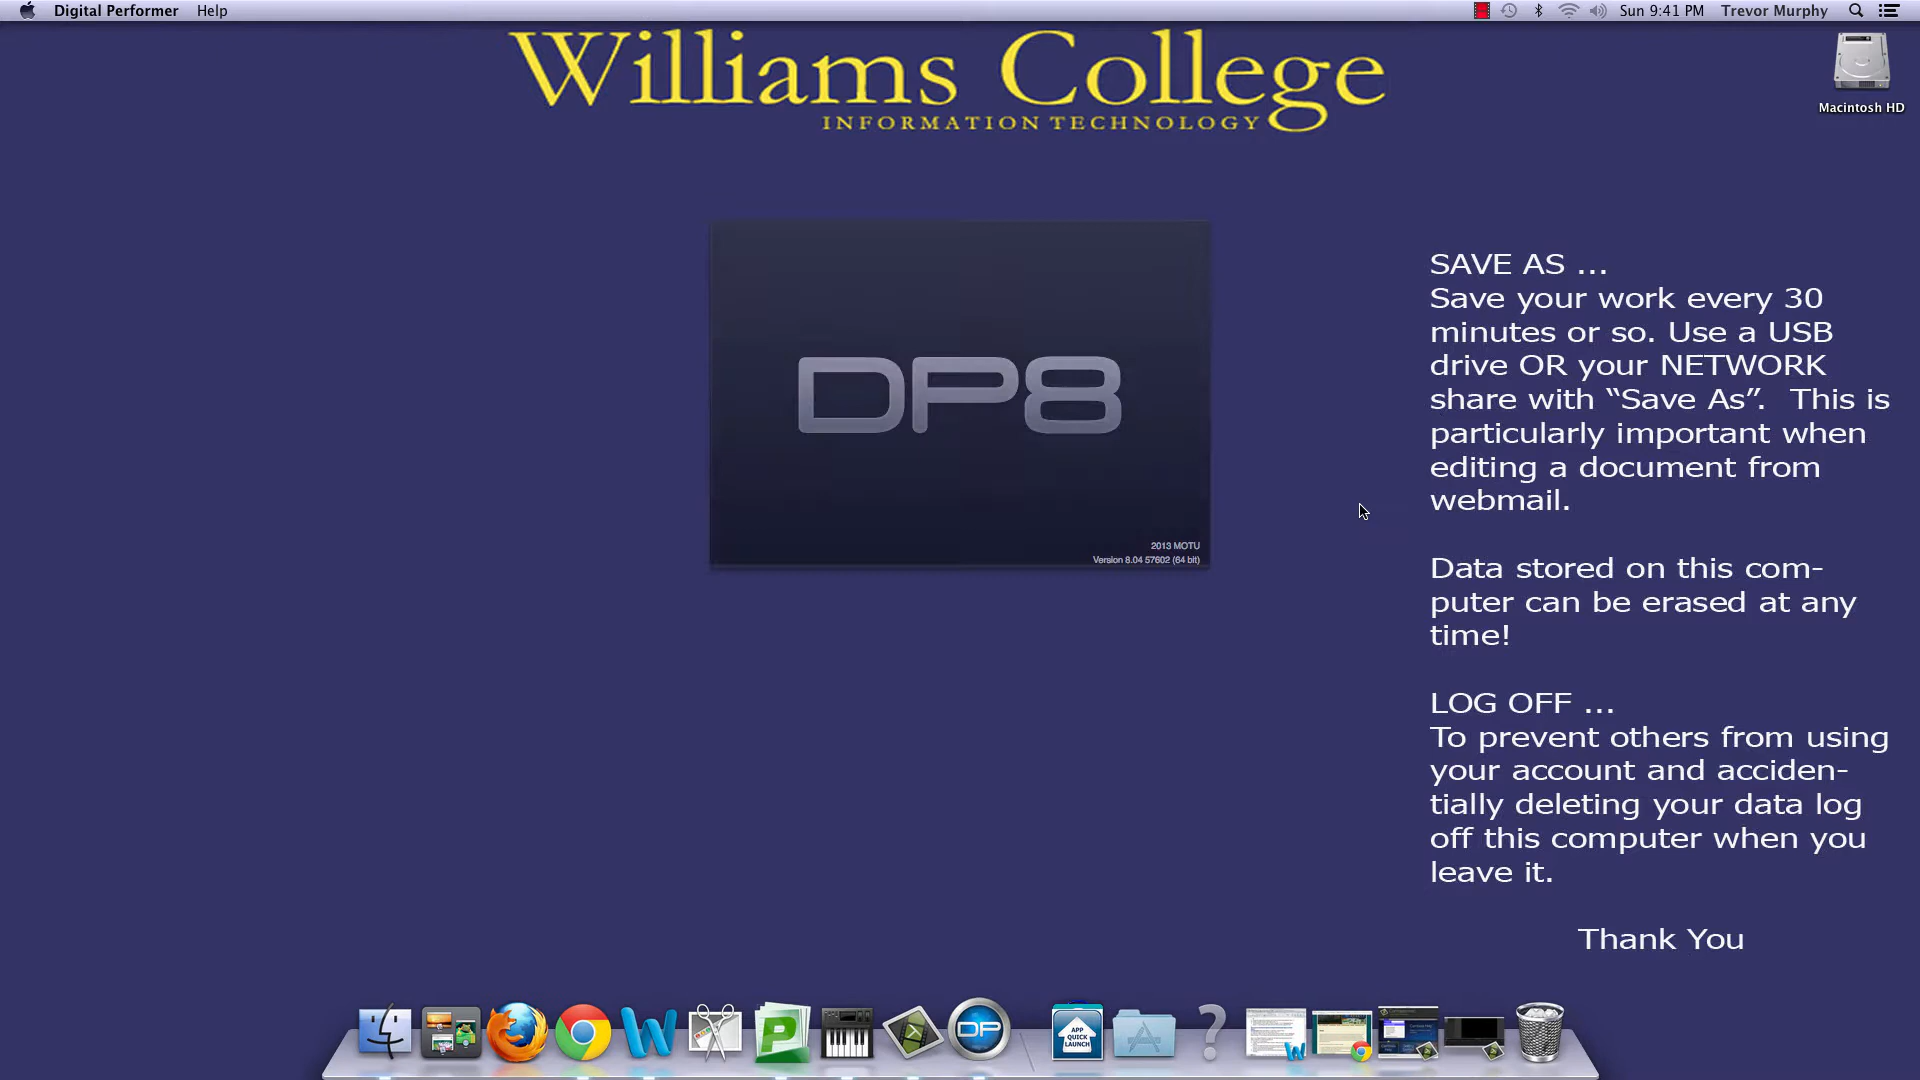 Digital Performer Help Sun 9:41 PM Trevor Murphy
Williams College
INFORMATION TECHNOLOGY
Macintosh HD
DP8
2013 MOTU
Version 8.04 57602 (64 bit)
SAVE AS ...
Save your work every 30
minutes or so. Use a USB
drive OR your NETWORK
share with “Save As”. This is
particularly important when
editing a document from
webmail.
Data stored on this com-
puter can be erased at any
time!
LOG OFF ...
To prevent others from using
your account and acciden-
tially deleting your data log
off this computer when you
leave it.
Thank You
W
P
DP
APP
QUICK
LAUNCH
?
W